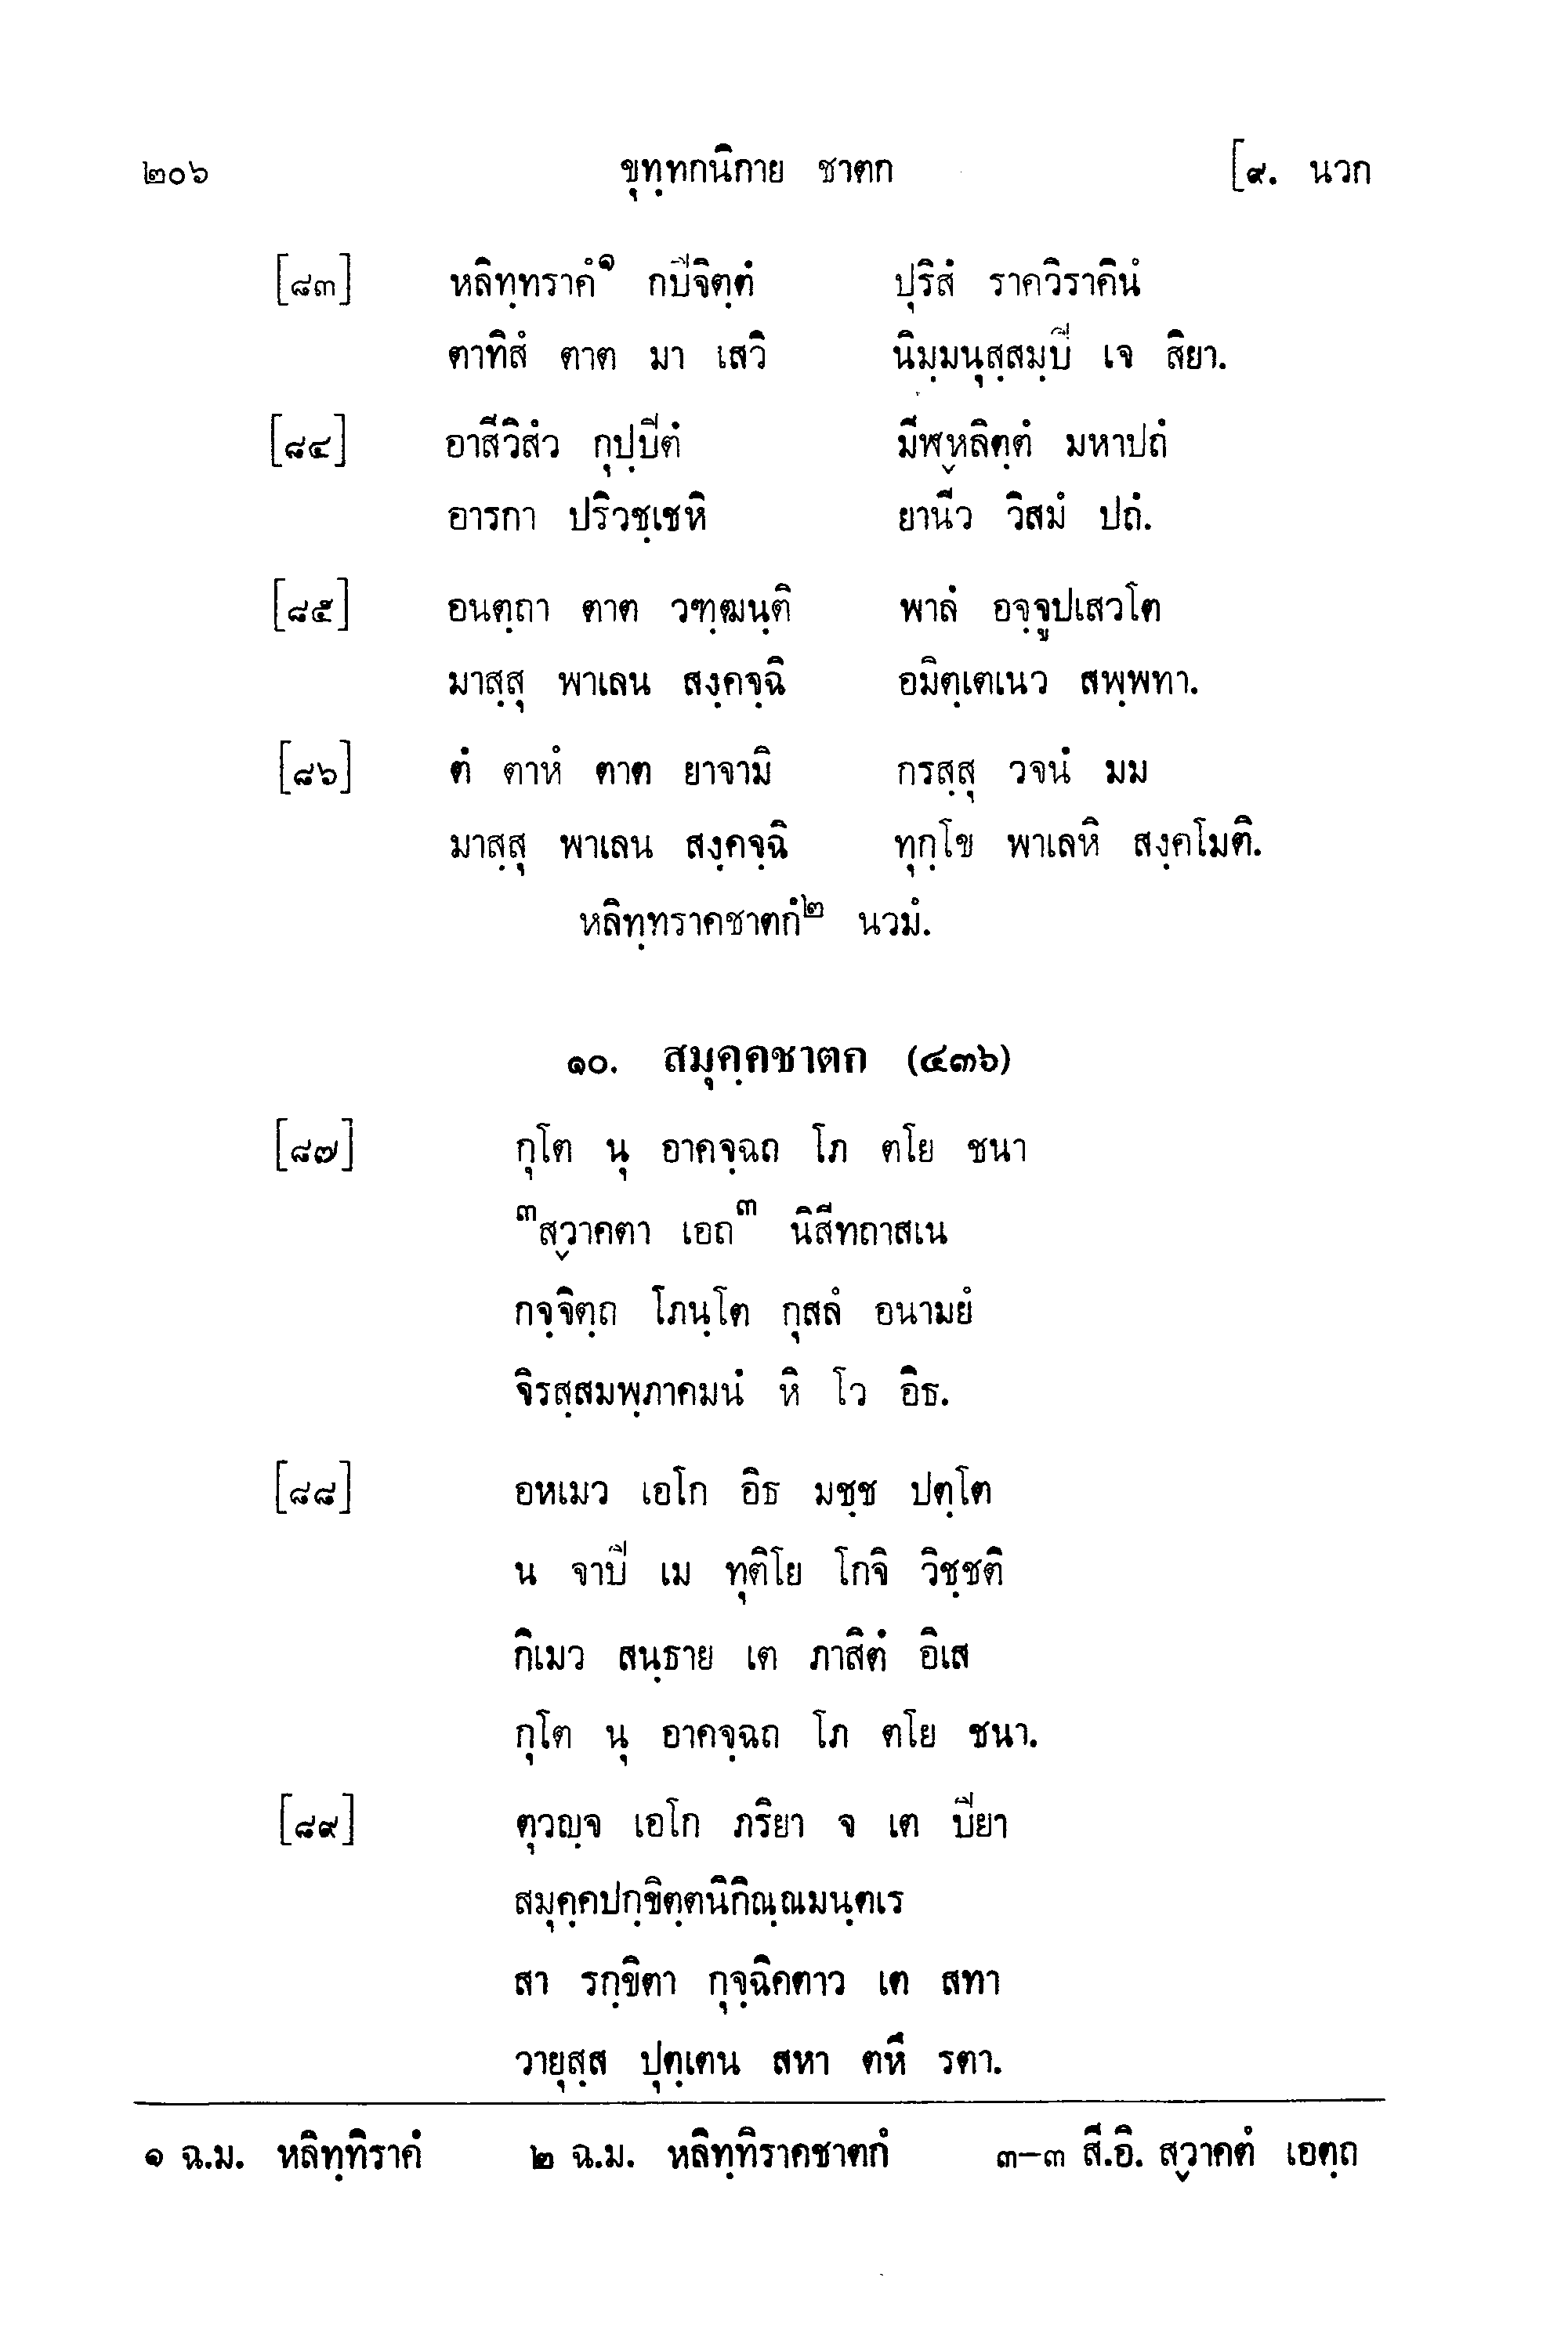 ๒๐๖ ขุทฺทกนิกาย ชาตก [๙. นวก
[๘๓] หลิทฺทราคํ๑ กปิจิตฺตํ ปุริสํ ราควิราคินํ
ตาทิสํ ตาต มา เสวิ นิมฺมนุสฺสมฺปิ เจ สิยา.
[๘๔] อาสีวิสํว กุปฺปิตํ มีฬฺหลิตฺตํ มหาปถํ
อารกา ปริวชฺเชหิ ยานีว วิสมํ ปถํ.
[๘๕] อนตฺถา ตาต วฑฺฒนฺติ พาลํ อจฺจูปเสวโต
มาสฺสุ พาเลน สงฺคจฺฉิ อมิตฺเตเนว สพฺพทา.
[๘๖] ตํ ตาหํ ตาต ยาจามิ กรสฺสุ วจนํ มม
มาสฺสุ พาเลน สงฺคจฺฉิ ทุกฺโข พาเลหิ สงฺคโมติ.
หลิทฺทราคชาตกํ๒ นวมํ.
๑๐. สมุคฺคชาตก (๔๓๖)
[๘๗] กุโต นุ อาคจฺฉถ โภ ตโย ชนา
๓สฺวาคตา เอถ๓ นิสีทถาสเน
กจฺจิตฺถ โภนฺโต กุสลํ อนามยํ
จิรสฺสมพฺภาคมนํ หิ โว อิธ.
[๘๘] อหเมว เอโก อิธ มชฺช ปตฺโต
น จาปิ เม ทุติโย โกจิ วิชฺชติ
กิเมว สนฺธาย เต ภาสิตํ อิเส
กุโต นุ อาคจฺฉถ โภ ตโย ชนา.
[๘๙] ตุวญฺจ เอโก ภริยา จ เต ปิยา
สมุคฺคปกฺขิตฺตนิกิณฺณมนฺตเร
สา รกฺขิตา กุจฺฉิคตาว เต สทา
วายุสฺส ปุตฺเตน สหา ตหึ รตา.
๑ ฉ.ม. หลิทฺทิราคํ ๒ ฉ.ม. หลิทฺทิราคชาตกํ ๓–๓ สี.อิ. สฺวาคตํ เอตฺถ